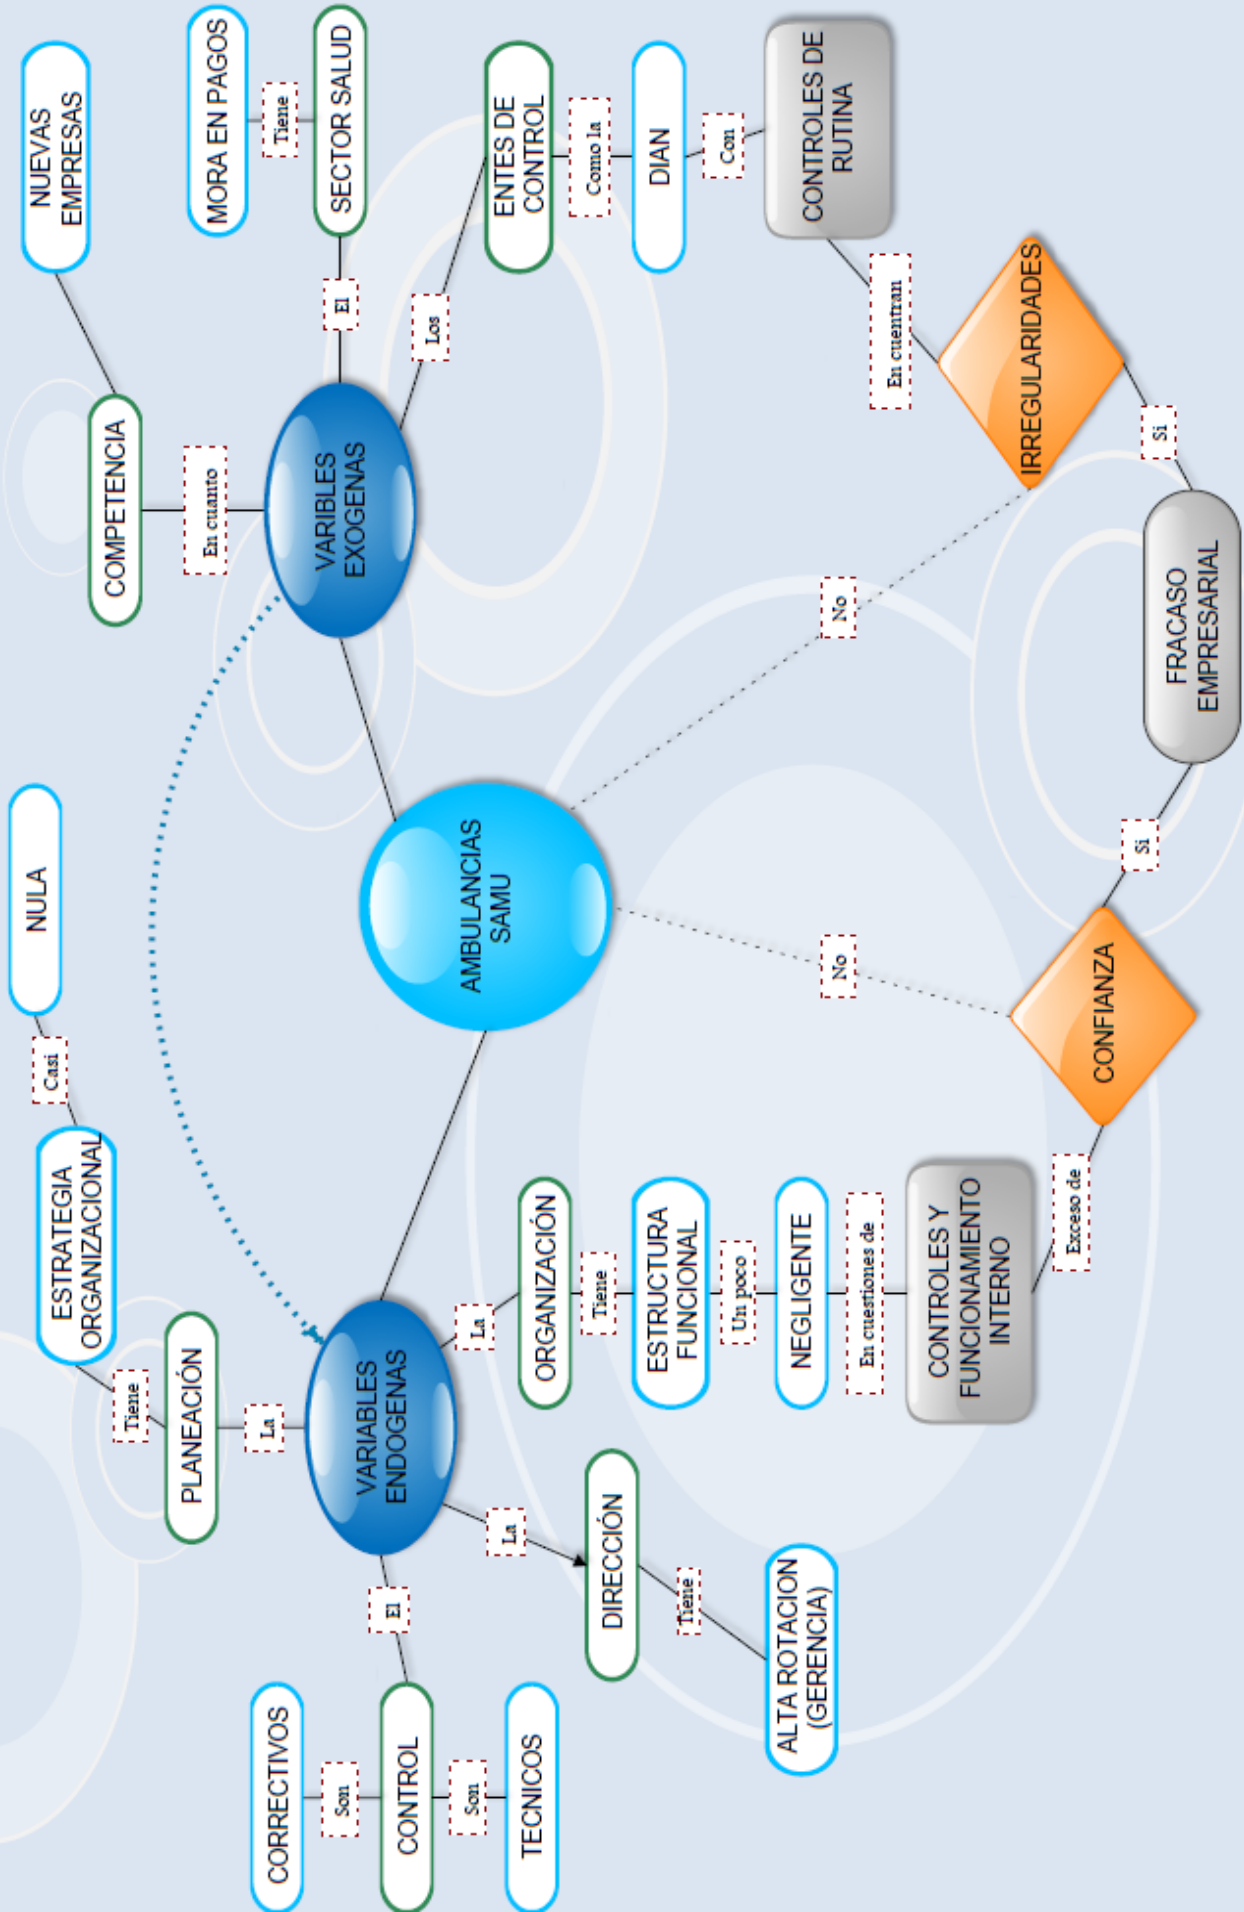 NULA
Casi
ESTRATEGIA
ORGANIZACIONAL
Tiene
PLANEACIÓN
La
VARIABLES
ENDOGENAS
El
CORRECTIVOS
Son
CONTROL
Son
TECNICOS
La
DIRECCIÓN
Tiene
ALTA ROTACION
(GERENCIA)
La
ORGANIZACIÓN
Tiene
ESTRUCTURA
FUNCIONAL
Un poco
NEGLIGENTE
En cuestiones de
CONTROLES Y
FUNCIONAMIENTO
INTERNO
Exceso de
CONFIANZA
No
Si
AMBULANCIAS
SAMU
NUEVAS
EMPRESAS
COMPETENCIA
En cuanto
VARIBLES
EXOGENAS
El
MORA EN PAGOS
Tiene
SECTOR SALUD
Los
ENTES DE
CONTROL
Como la
DIAN
Con
CONTROLES DE
RUTINA
En cuentran
IRREGULARIDADES
No
Si
FRACASO
EMPRESARIAL